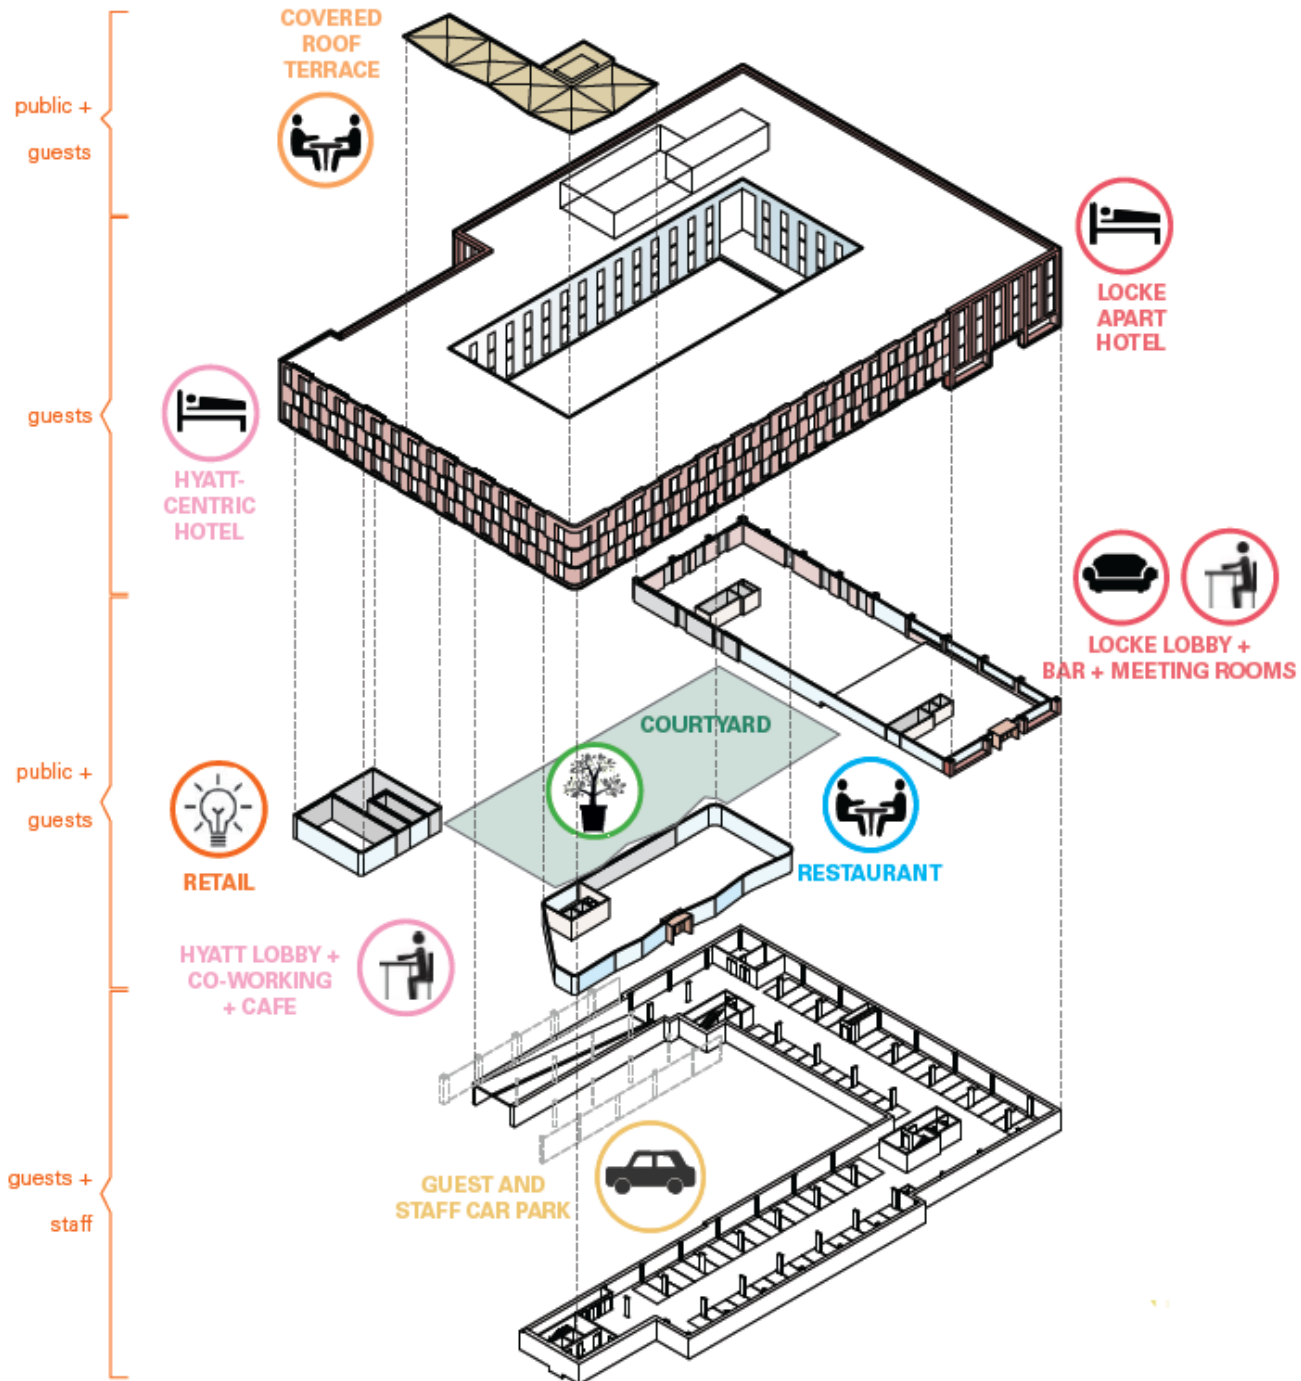 COVERED
ROOF
TERRACE
public +
guests
LOCKE
APART
HOTEL
guests
HYATT-
CENTRIC
HOTEL
LOCKE LOBBY +
BAR + MEETING ROOMS
COURTYARD
public +
guests
RETAIL
RESTAURANT
HYATT LOBBY +
CO-WORKING
+ CAFE
guests +
staff
GUEST AND
STAFF CAR PARK